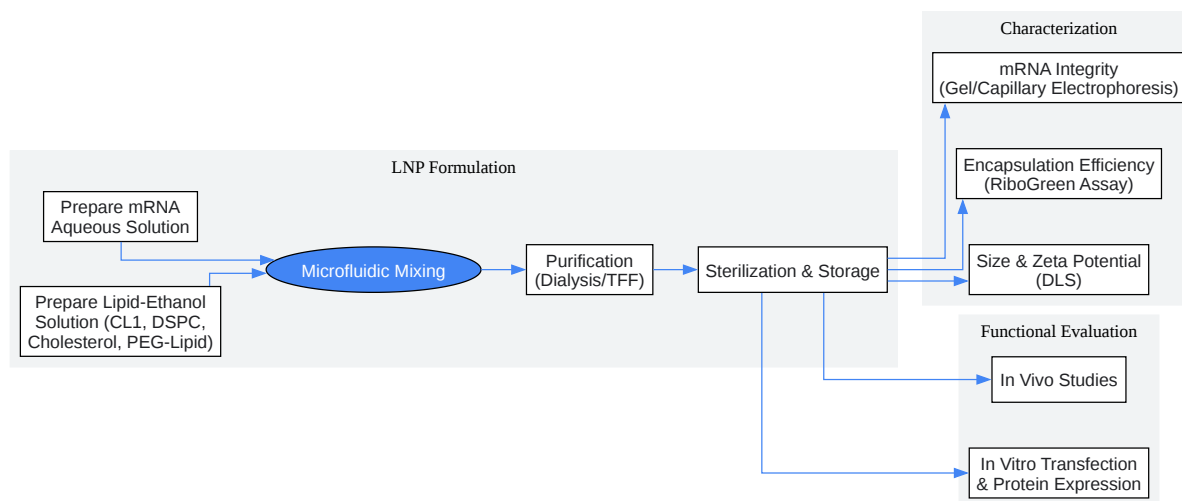 LNP Formulation
Prepare mRNA
Aqueous Solution
Prepare Lipid-Ethanol
Solution (CL1, DSPC,
Cholesterol, PEG-Lipid)
Microfluidic Mixing
Purification
(Dialysis/TFF)
Sterilization & Storage
Characterization
mRNA Integrity
(Gel/Capillary Electrophoresis)
Encapsulation Efficiency
(RiboGreen Assay)
Size & Zeta Potential
(DLS)
Functional Evaluation
In Vivo Studies
In Vitro Transfection
& Protein Expression